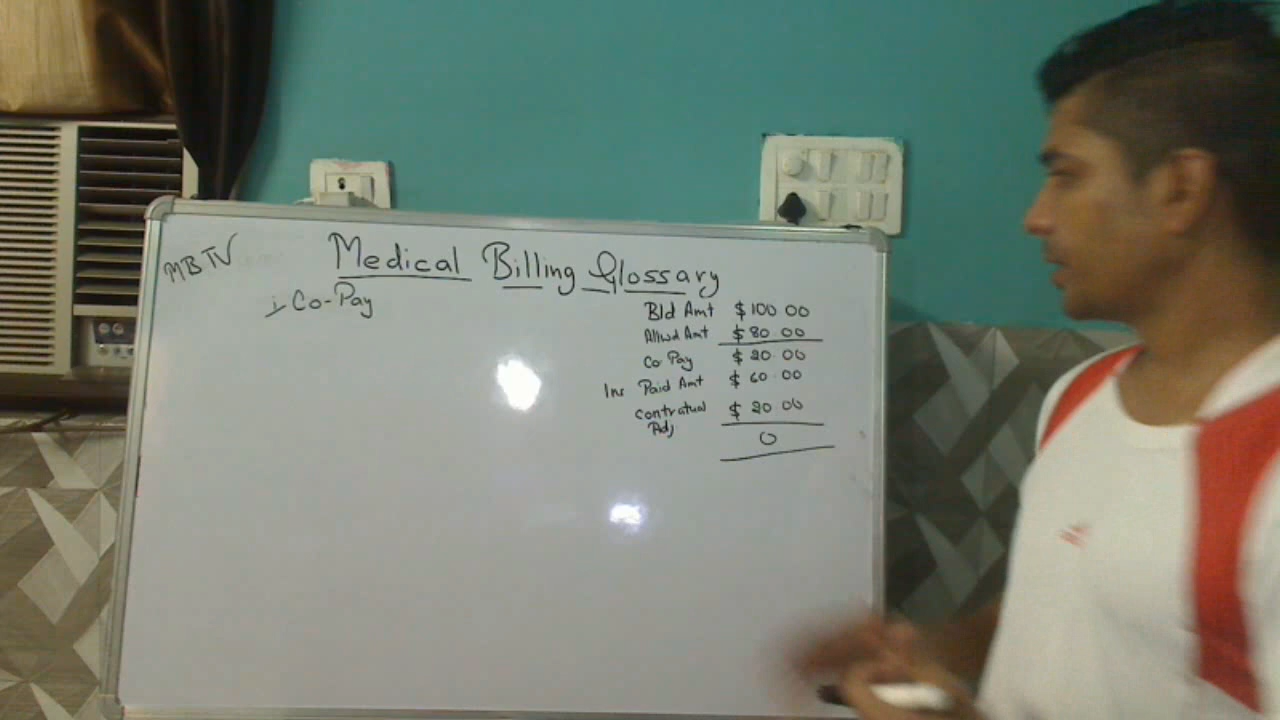 MBTV
Medical Billing Glossary
i Co-Pay
Bld Amt $100.00
Allwd Amt $80.00
Co-Pay $20.00
Ins Paid Amt $60.00
Contratual $20.00
Adj
0